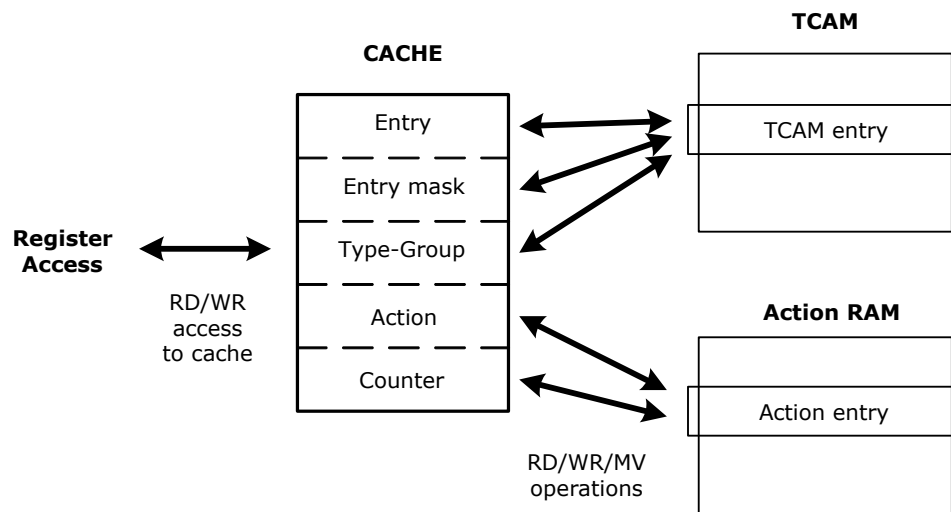 TCAM
CACHE
Entry
TCAM entry
Entry mask
Register
Access
Type-Group
RD/WR
access
to cache
Action
Action RAM
Counter
Action entry
RD/WR/MV
operations